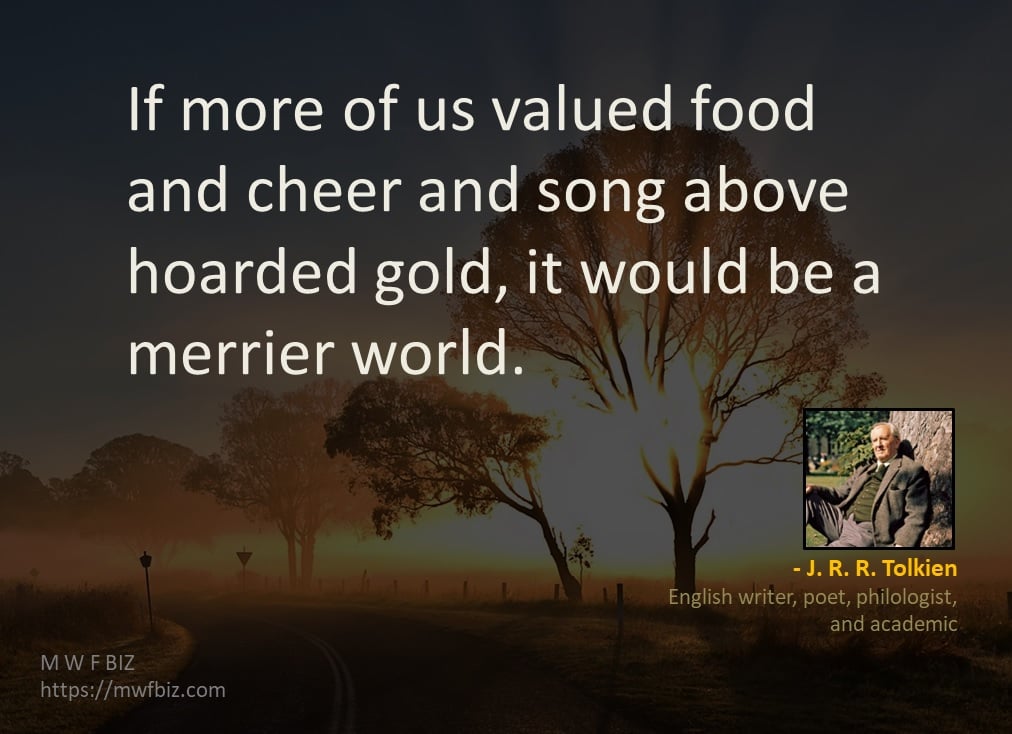 If more of us valued food
and cheer and song above
hoarded gold, it would be a
merrier world.
- J. R. R. Tolkien
English writer, poet, philologist,
and academic
M W F BIZ
https://mwfbiz.com